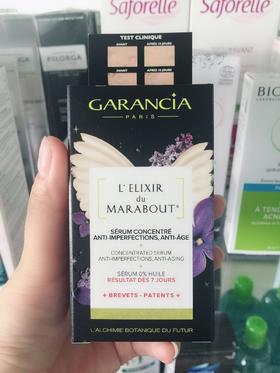 Saforelle
Saforelle
TEST CLINIQUE
AVANT
APRÈS 14 JOURS
AVANT
APRÈS 14 JOURS
FILORGA
GARANCIA
PARIS
L'ELIXIR
du
MARABOUT
SÉRUM CONCENTRÉ
ANTI-IMPERFECTIONS, ANTI-ÂGE
CONCENTRATED SERUM
ANTI-IMPERFECTIONS, ANTI-AGING
SÉRUM 0% HUILE
RÉSULTAT DÈS 7 JOURS
+ BREVETS - PATENTS +
L'ALCHIMIE BOTANIQUE DU FUTUR
BIO
À TEND
ACN